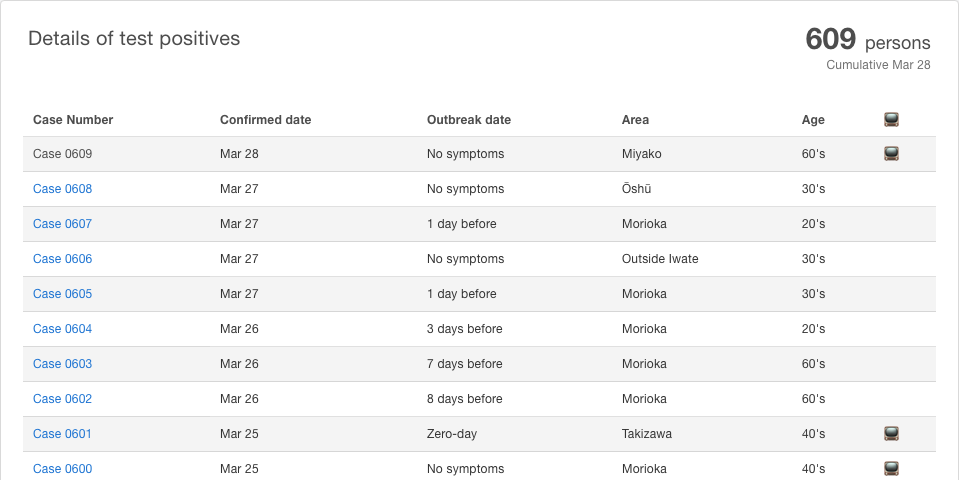 Details of test positives
609 persons
Cumulative Mar 28
Case Number Confirmed date Outbreak date Area Age
Case 0609 Mar 28 No symptoms Miyako 60's
Case 0608 Mar 27 No symptoms Ōshū 30's
Case 0607 Mar 27 1 day before Morioka 20's
Case 0606 Mar 27 No symptoms Outside Iwate 30's
Case 0605 Mar 27 1 day before Morioka 30's
Case 0604 Mar 26 3 days before Morioka 20's
Case 0603 Mar 26 7 days before Morioka 60's
Case 0602 Mar 26 8 days before Morioka 60's
Case 0601 Mar 25 Zero-day Takizawa 40's
Case 0600 Mar 25 No symptoms Morioka 40's